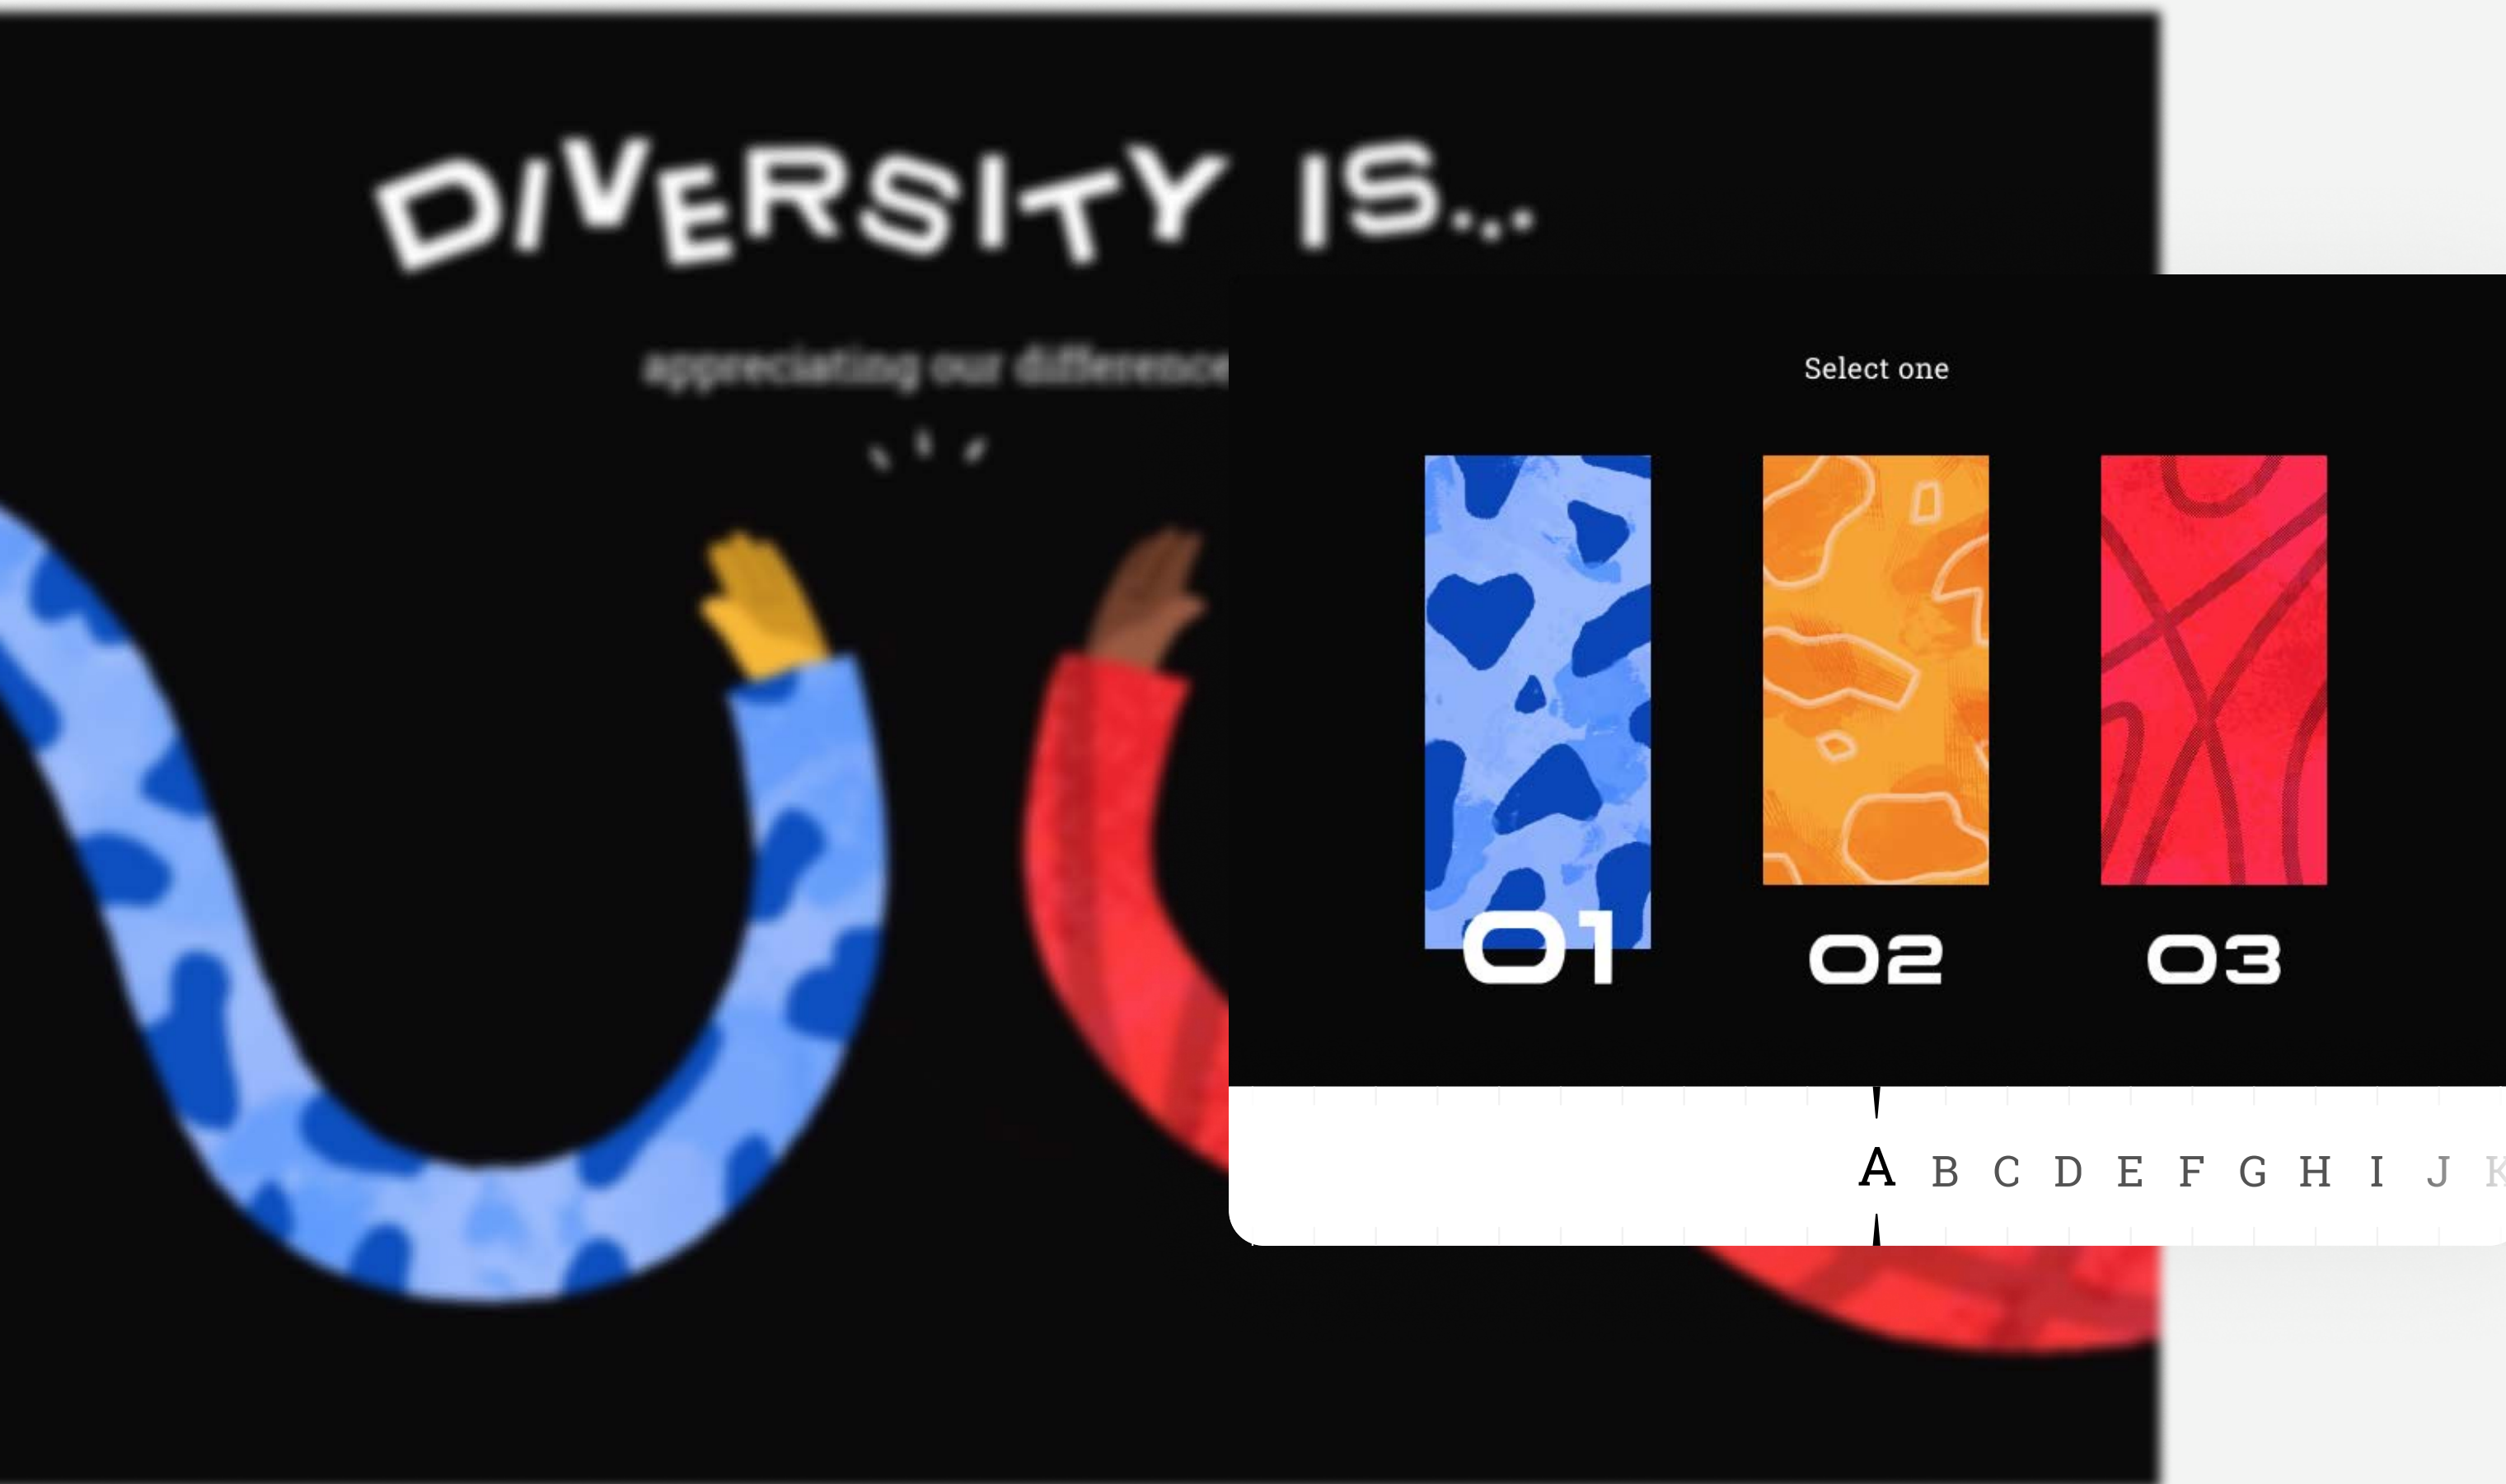 DIVERSITY IS...
appreciating our difference
Select one
01 02 03
A B C D E F G H I J K